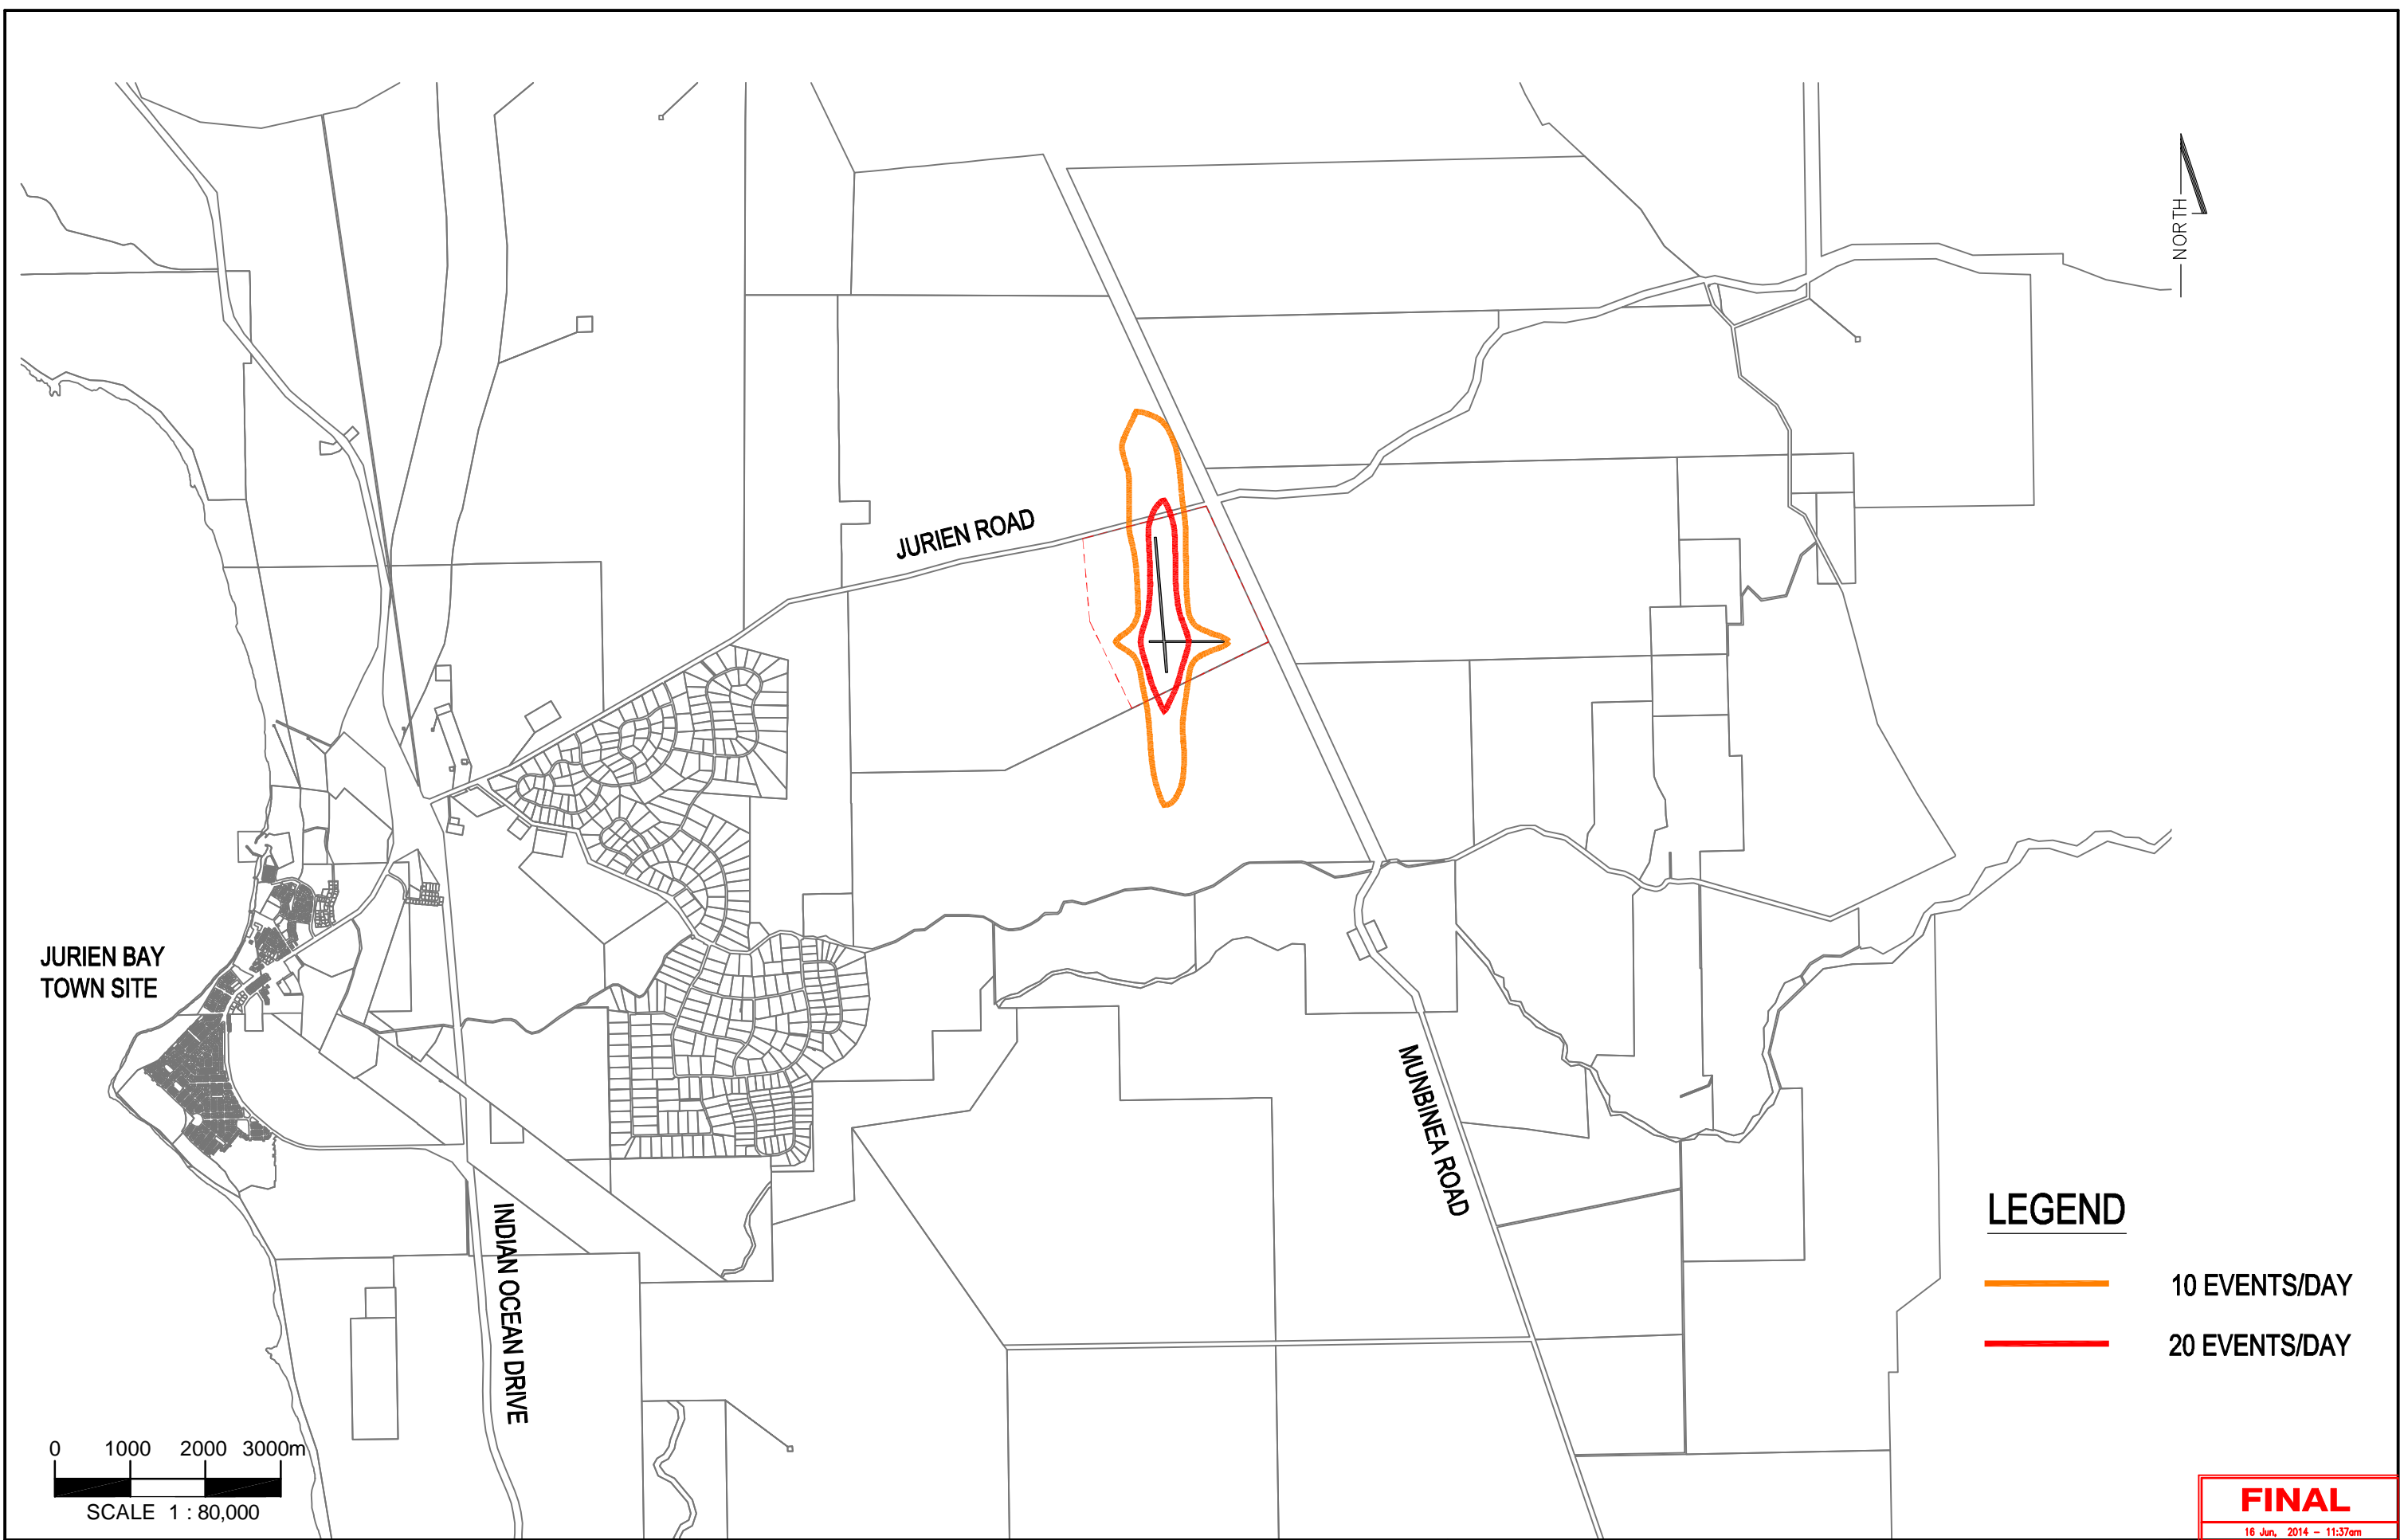 NORTH
JURIEN ROAD
JURIEN BAY
TOWN SITE
MUNBINEA ROAD
INDIAN OCEAN DRIVE
LEGEND
10 EVENTS/DAY
20 EVENTS/DAY
0 1000 2000 3000m
SCALE 1 : 80,000
FINAL
16 Jun, 2014 - 11:37am